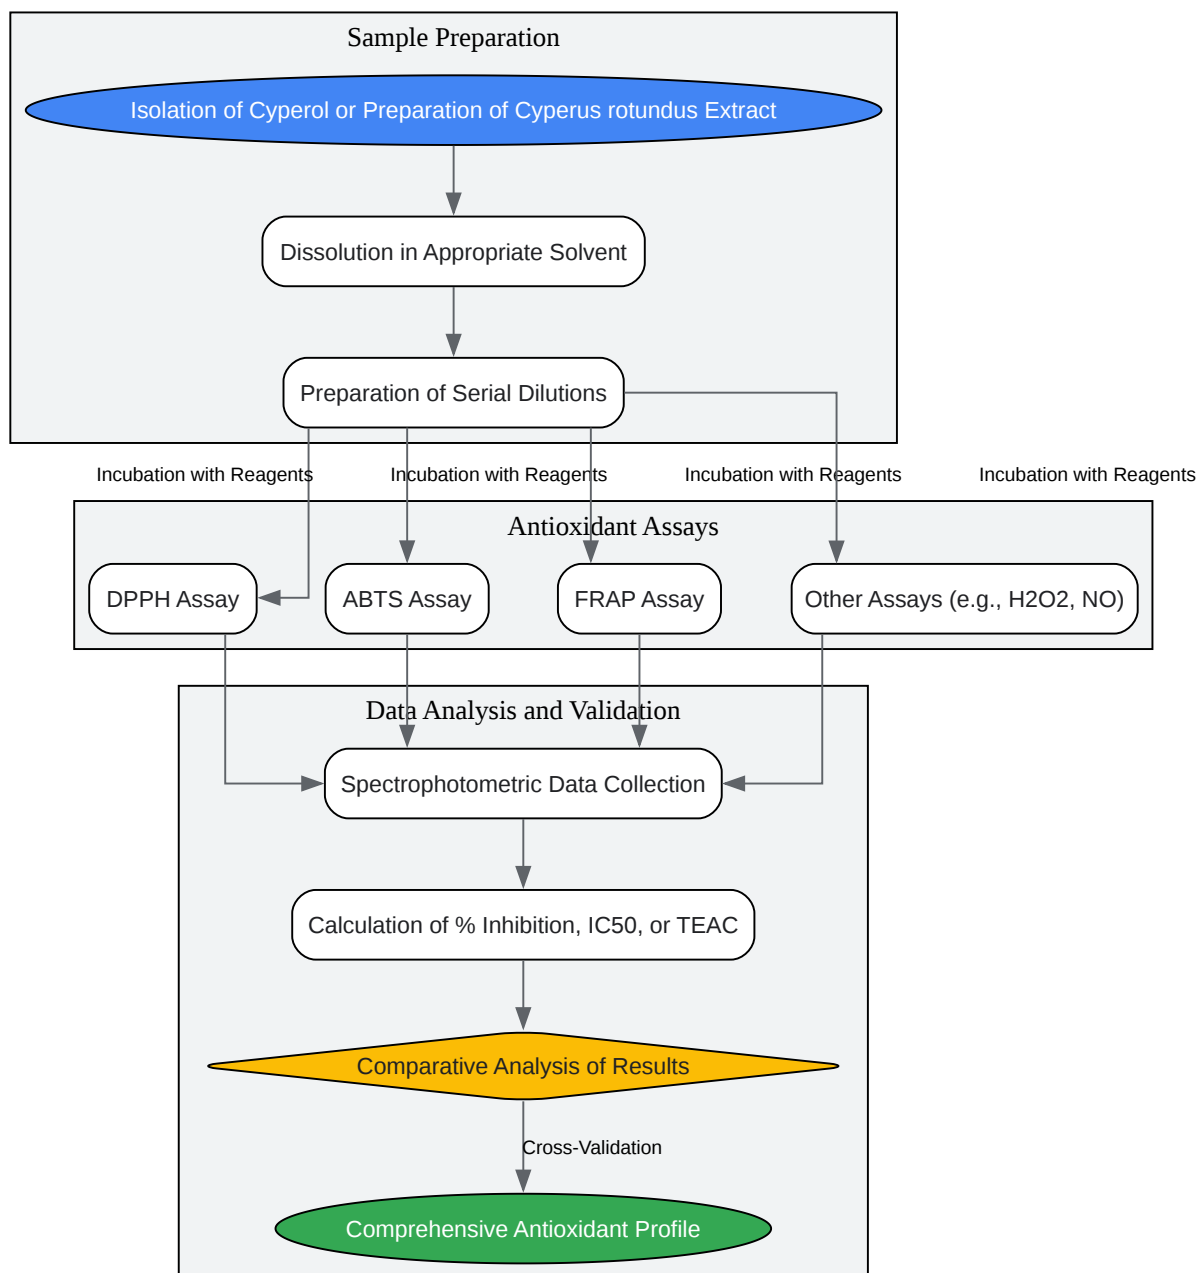 Sample Preparation
Isolation of Cyperol or Preparation of Cyperus rotundus Extract
Dissolution in Appropriate Solvent
Preparation of Serial Dilutions
Incubation with Reagents
Incubation with Reagents
Incubation with Reagents
Incubation with Reagents
Antioxidant Assays
DPPH Assay
ABTS Assay
FRAP Assay
Other Assays (e.g., H2O2, NO)
Data Analysis and Validation
Spectrophotometric Data Collection
Calculation of % Inhibition, IC50, or TEAC
Comparative Analysis of Results
Cross-Validation
Comprehensive Antioxidant Profile